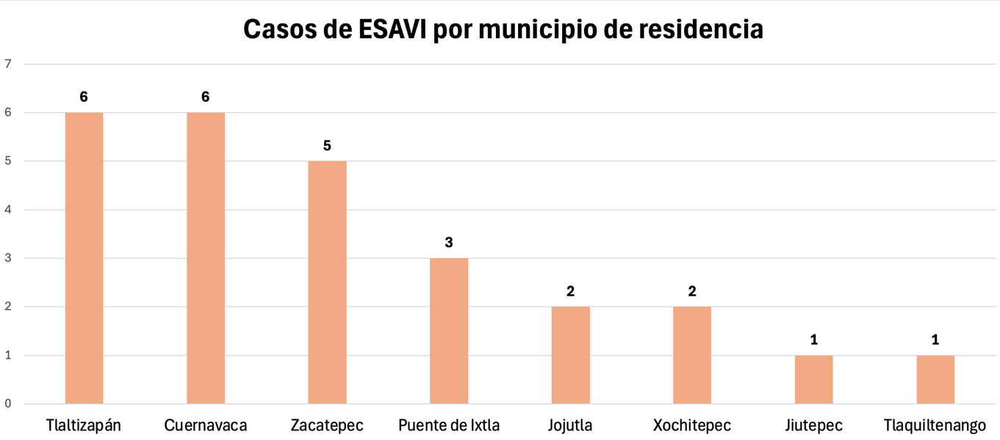 Casos de ESAVI por municipio de residencia
7
6
5
4
3
2
1
0
6
6
5
3
2
2
1
1
Tlaltizapán
Cuernavaca
Zacatepec
Puente de Ixtla
Jojutla
Xochitepec
Jiutepec
Tlaquiltenango